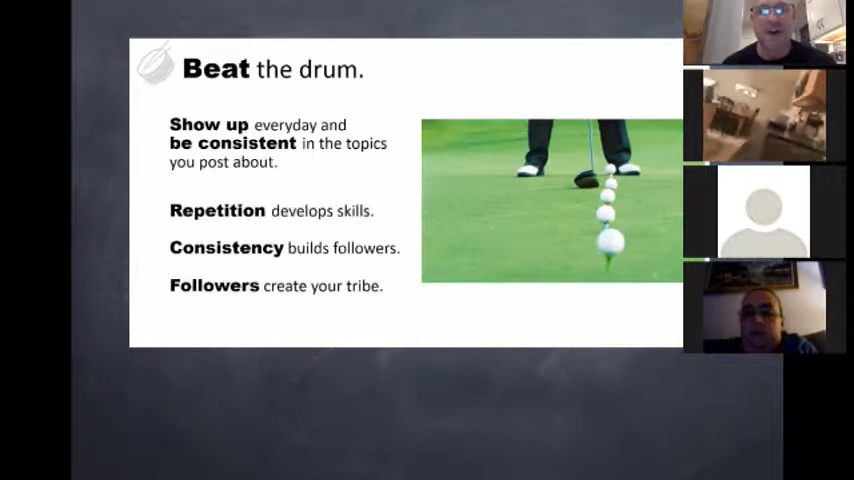 Beat the drum.
Show up everyday and
be consistent in the topics
you post about.
Repetition develops skills.
Consistency builds followers.
Followers create your tribe.